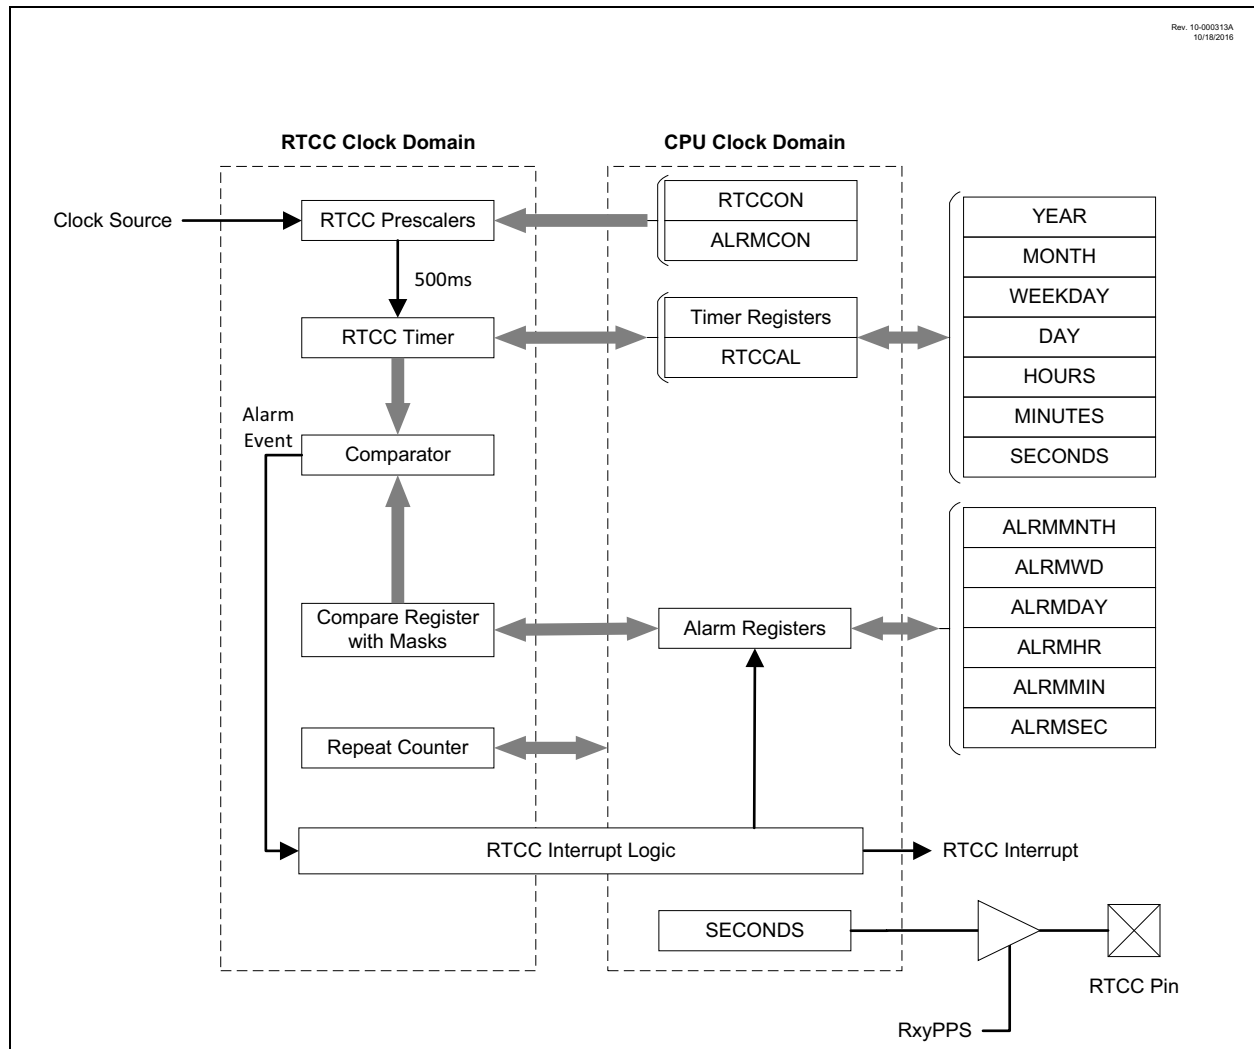 Rev. 10-000313A
10/18/2016
RTCC Clock Domain
CPU Clock Domain
Clock Source
RTCC Prescalers
RTCCON
ALRMCON
500ms
RTCC Timer
Timer Registers
RTCCAL
YEAR
MONTH
WEEKDAY
DAY
HOURS
MINUTES
SECONDS
Alarm
Event
Comparator
Compare Register
with Masks
Alarm Registers
ALRMMNTH
ALRMWD
ALRMDAY
ALRMHR
ALRMMIN
ALRMSEC
Repeat Counter
RTCC Interrupt Logic
RTCC Interrupt
SECONDS
RTCC Pin
RxyPPS